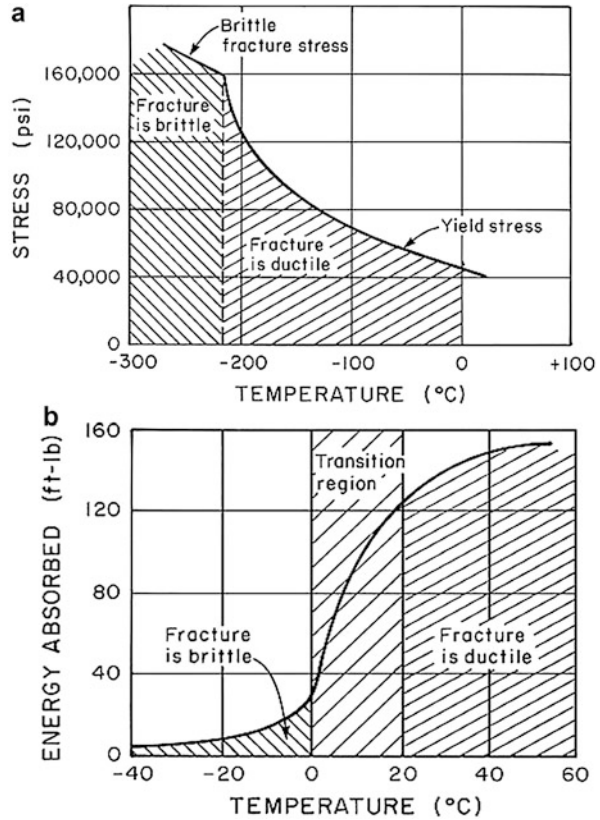 a
Brittle
fracture stress
160,000
Fracture
is brittle
120,000
STRESS (psi)
80,000
Yield stress
Fracture
is ductile
40,000
0
-300 -200 -100 0 +100
TEMPERATURE (°C)
b
160
Transition
region
ENERGY ABSORBED (ft-lb)
120
80
Fracture
is brittle
Fracture
is ductile
40
0
-40 -20 0 20 40 60
TEMPERATURE (°C)